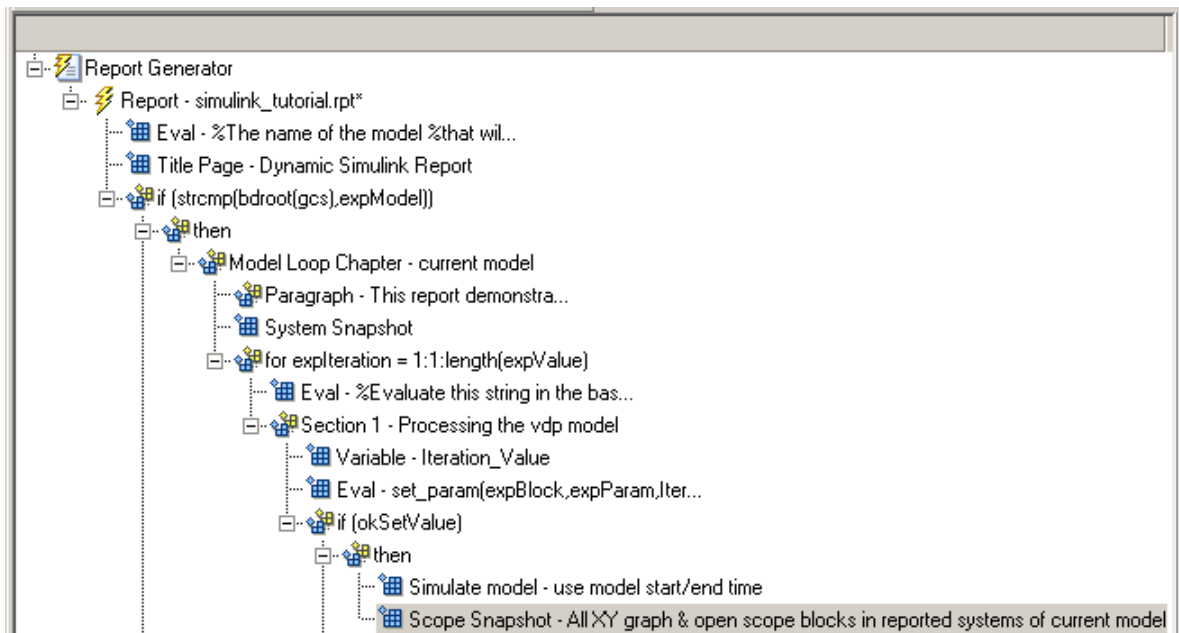 Report Generator
Report - simulink_tutorial.rpt*
Eval - %The name of the model %that wil...
Title Page - Dynamic Simulink Report
if (strcmp(bdroot(gcs),expModel))
then
Model Loop Chapter - current model
Paragraph - This report demonstra...
System Snapshot
for expIteration = 1:1:length(expValue)
Eval - %Evaluate this string in the bas...
Section 1 - Processing the vdp model
Variable - Iteration_Value
Eval - set_param(expBlock,expParam,Iter...
if (okSetValue)
then
Simulate model - use model start/end time
Scope Snapshot - All XY graph & open scope blocks in reported systems of current model